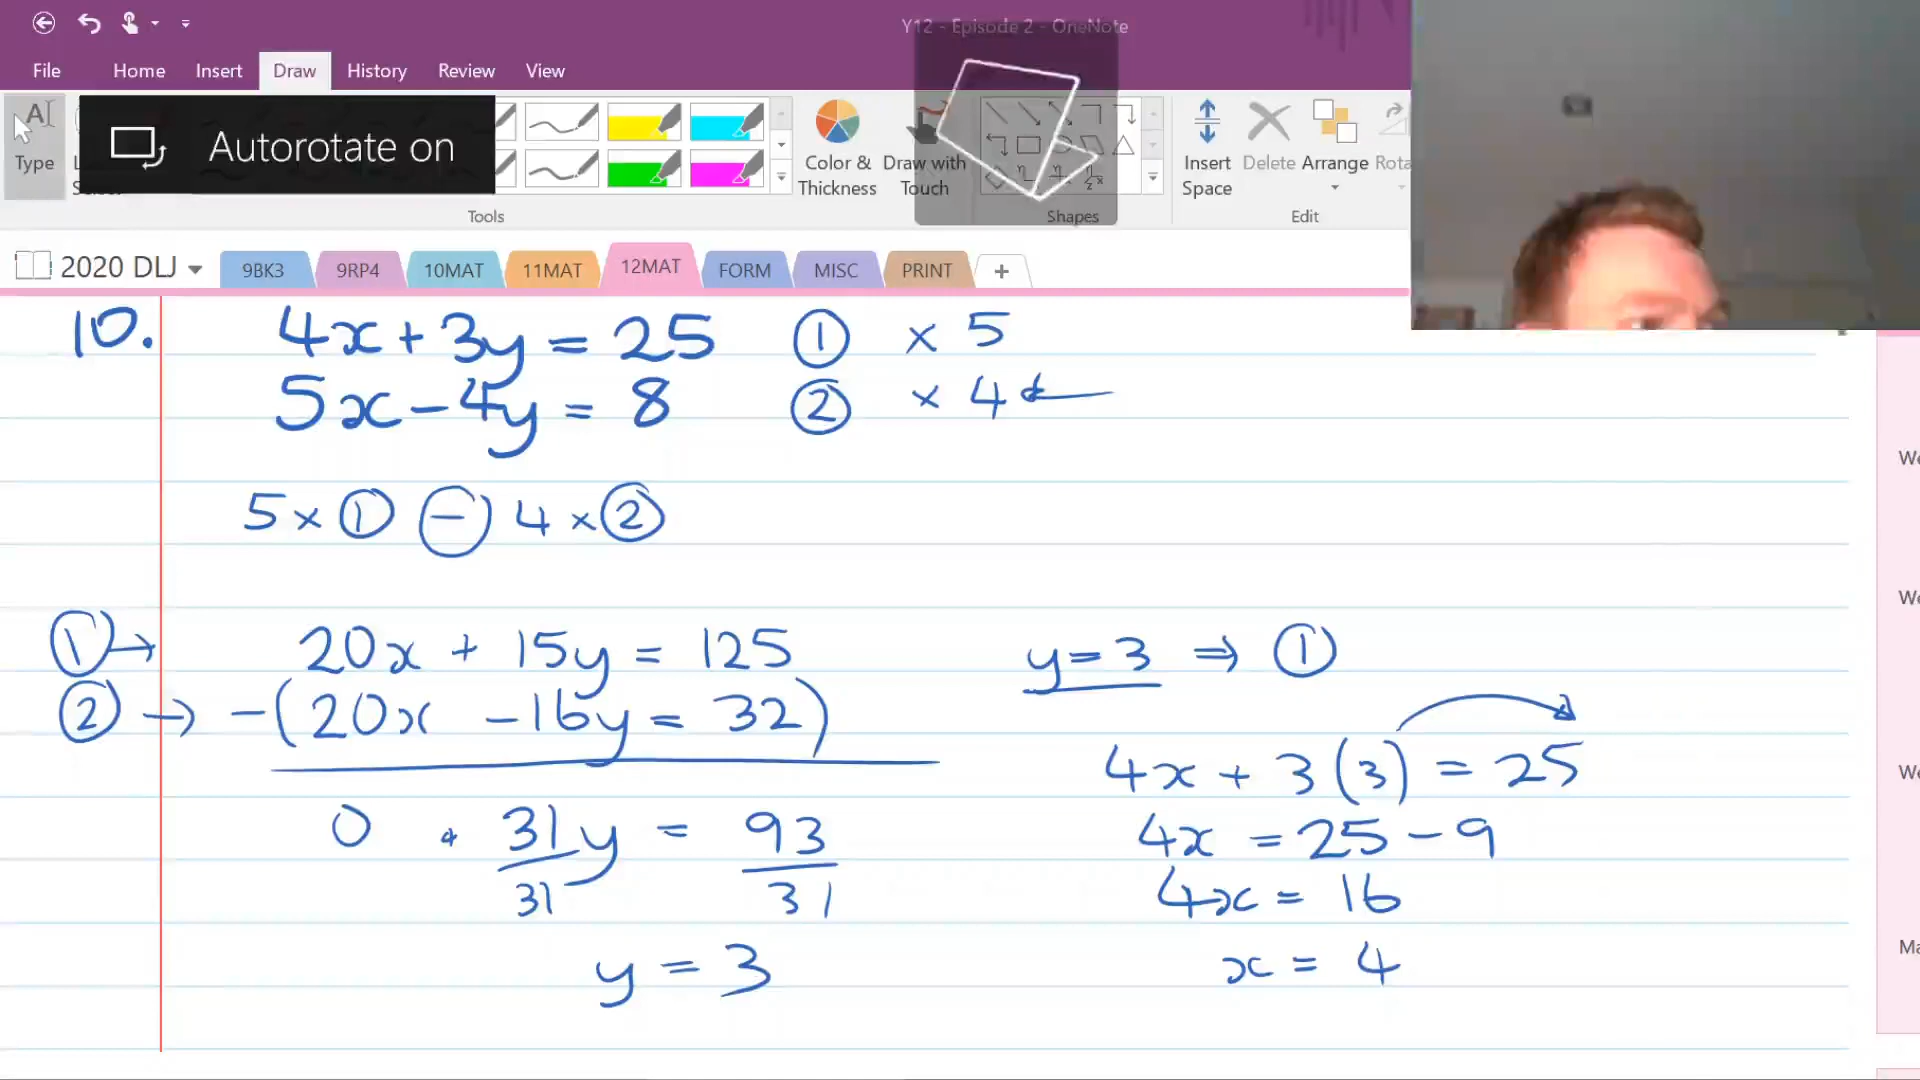 Y12 - Episode 2 - OneNote
File Home Insert Draw History Review View
Autorotate on
Type
Color & Thickness
Draw with Touch
Insert Space
Delete
Arrange
Tools
Shapes
Edit
2020 DLJ 9BK3 9RP4 10MAT 11MAT 12MAT FORM MISC PRINT +
10. 4x + 3y = 25 ① × 5
5x - 4y = 8 ② × 4 ←
5 × ① ⊖ 4 × ②
① → 20x + 15y = 125
② → -(20x - 16y = 32)
0 + 31y = 93
31 31
y = 3
y = 3 ⇒ ①
4x + 3(3) = 25
4x = 25 - 9
4x = 16
x = 4